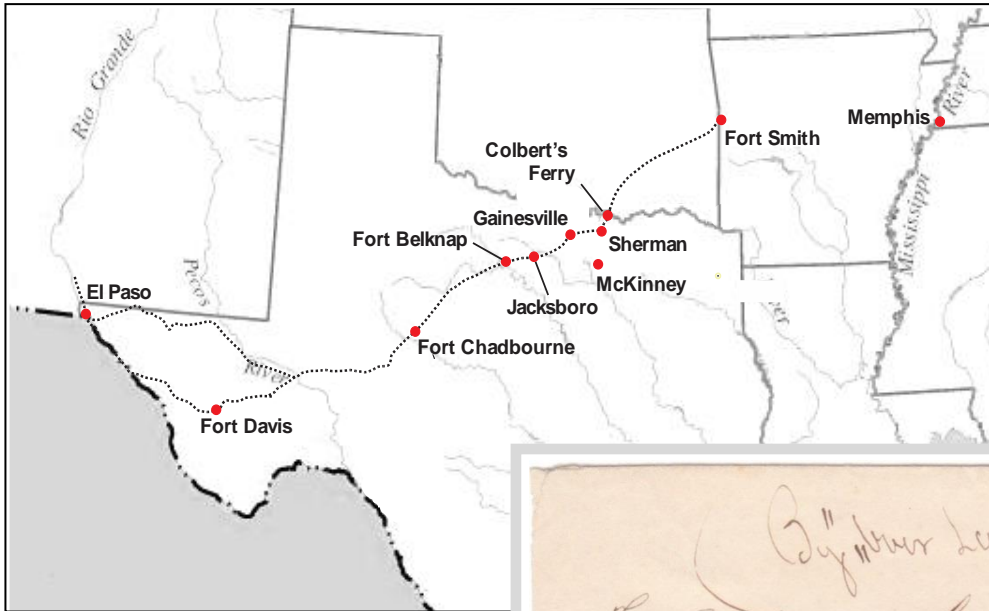 Rio Grande
Memphis
River
Fort Smith
Colbert's
Ferry
Mississippi
Gainesville
Fort Belknap
Sherman
Pecos
McKinney
El Paso
Jacksboro
Fort Chadbourne
River
Fort Davis